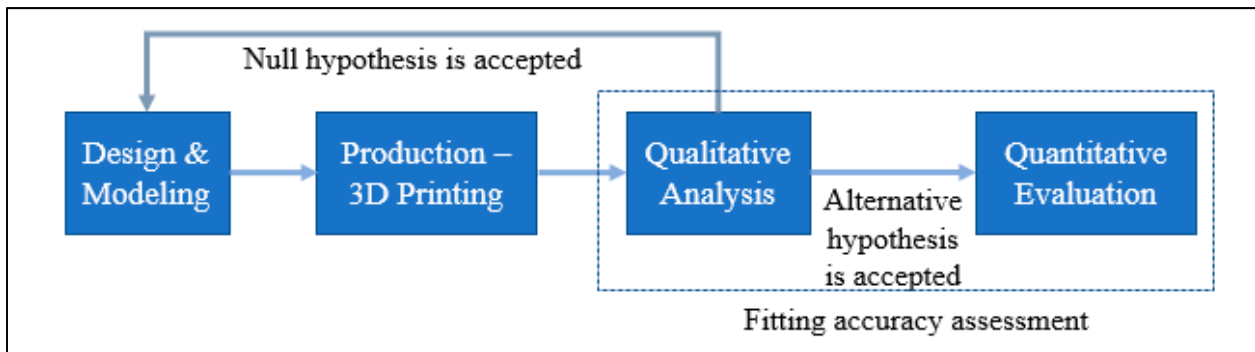 Null hypothesis is accepted
Design &
Modeling
Production –
3D Printing
Qualitative
Analysis
Quantitative
Evaluation
Alternative
hypothesis
is accepted
Fitting accuracy assessment